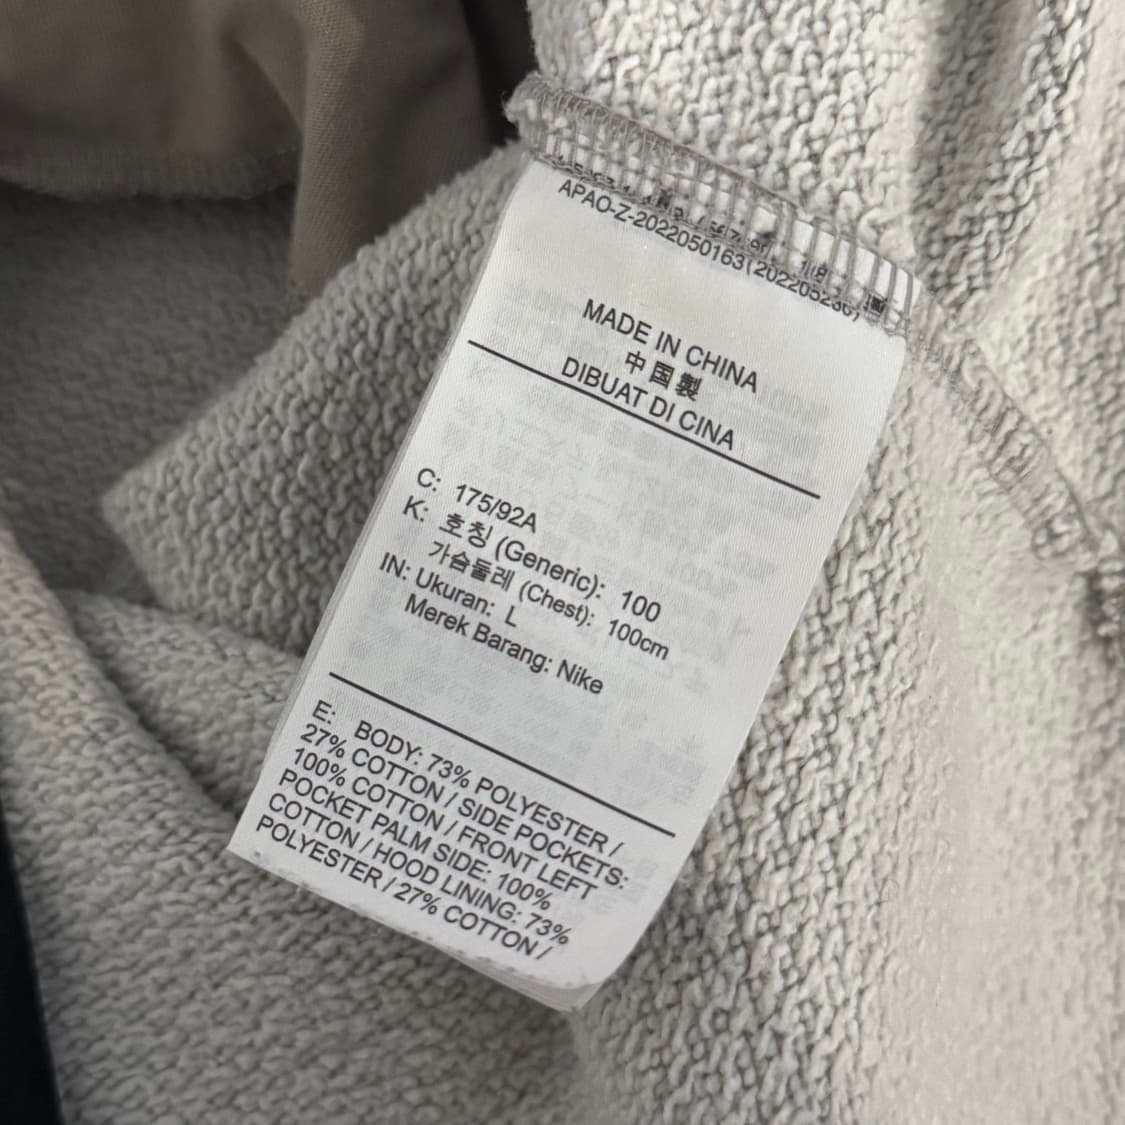 APAO-Z-2022050163(202205236)
MADE IN CHINA
中国製
DIBUAT DI CINA
C: 175/92A
K: 호칭 (Generic): 100
가슴둘레 (Chest): 100cm
IN: Ukuran: L
Merek Barang: Nike
E: BODY: 73% POLYESTER /
27% COTTON / SIDE POCKETS:
100% COTTON / FRONT LEFT
POCKET PALM SIDE: 100%
COTTON / HOOD LINING: 73%
POLYESTER / 27% COTTON /